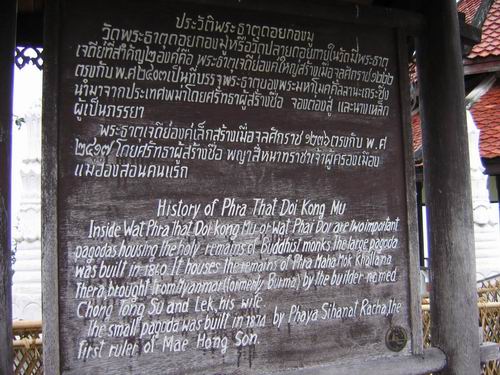 ประวัติพระธาตุดอยกองมู
วัดพระธาตุดอยกองมูหรือวัดปลายดอยภายในวัดมีพระธาตุ
เจดีย์ที่สำคัญ๒องค์คือ พระธาตุเจดีย์องค์ใหญ่สร้างเมื่อจุลศักราช๑๒๒๒
ตรงกับพ.ศ๒๔๐๓เป็นที่บรรจุพระธาตุของพระมหาโมคคัลลานะเถระซึ่ง
นำมาจากประเทศพม่าโดยศรัทธาผู้สร้างชื่อ จองต่องสู่ และนางเหล็ก
ผู้เป็นภรรยา
พระธาตุเจดีย์องค์เล็กสร้างเมื่อจุลศักราช ๑๒๓๖ ตรงกับ พ.ศ
๒๔๑๗ โดยศรัทธาผู้สร้างชื่อ พญาสิหนาทราชาเจ้าผู้ครองเมือง
แม่ฮ่องสอนคนแรก
History of Phra That Doi Kong Mu
Inside Wat Phra That Doi kong Mu or Wat Phai Dor are two important
pagodas housing the holy remains of Buddhist monks. the large pagoda
was built in 1860. It houses the remains of Phra Maha Mok Khallana
Thera, brought from Myanmar (formerly Burma) by the builder named
Chong Tong Su and Lek, his wife.
The small pagoda was built in 1874 by Phaya Sihanat Racha, the
first ruler of Mae Hong Son.